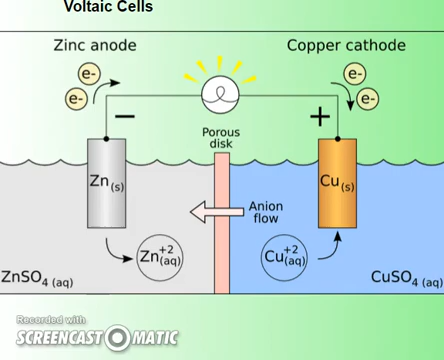 Voltaic Cells
Zinc anode
Copper cathode
e-
e-
e-
e-
−
+
Porous
disk
Zn(s)
Cu(s)
Anion
flow
Zn+2(aq)
Cu+2(aq)
ZnSO4 (aq)
CuSO4 (aq)
Recorded with
SCREENCAST-O-MATIC